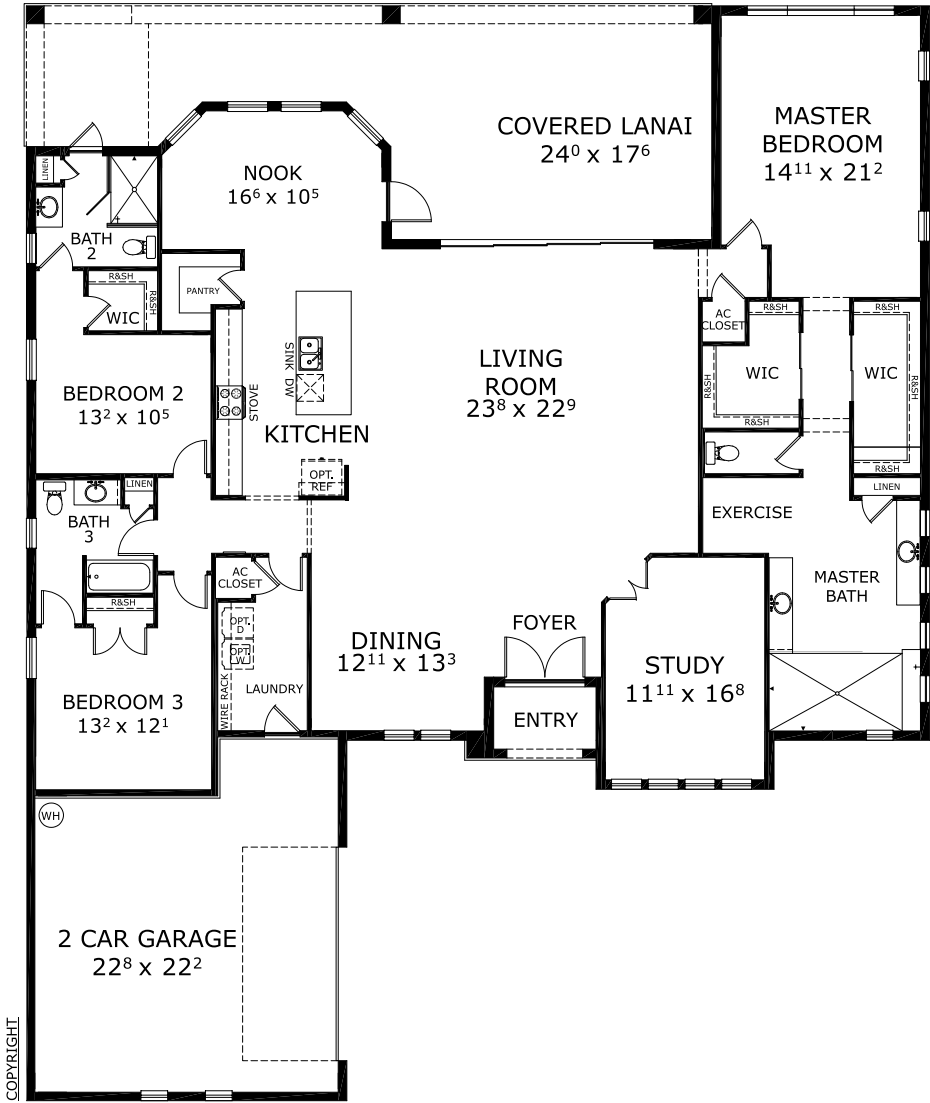 COVERED LANAI
24⁰ x 17⁶
MASTER
BEDROOM
14¹¹ x 21²
NOOK
16⁶ x 10⁵
LINEN
BATH
2
R&SH
R&SH
WIC
PANTRY
BEDROOM 2
13² x 10⁵
STOVE
SINK
DW
KITCHEN
OPT.
REF
LIVING
ROOM
23⁸ x 22⁹
AC
CLOSET
R&SH
R&SH
WIC
R&SH
R&SH
WIC
R&SH
R&SH
LINEN
EXERCISE
MASTER
BATH
LINEN
BATH
3
R&SH
AC
CLOSET
OPT.
D
OPT.
W
WIRE RACK
LAUNDRY
BEDROOM 3
13² x 12¹
DINING
12¹¹ x 13³
FOYER
ENTRY
STUDY
11¹¹ x 16⁸
WH
2 CAR GARAGE
22⁸ x 22²
COPYRIGHT